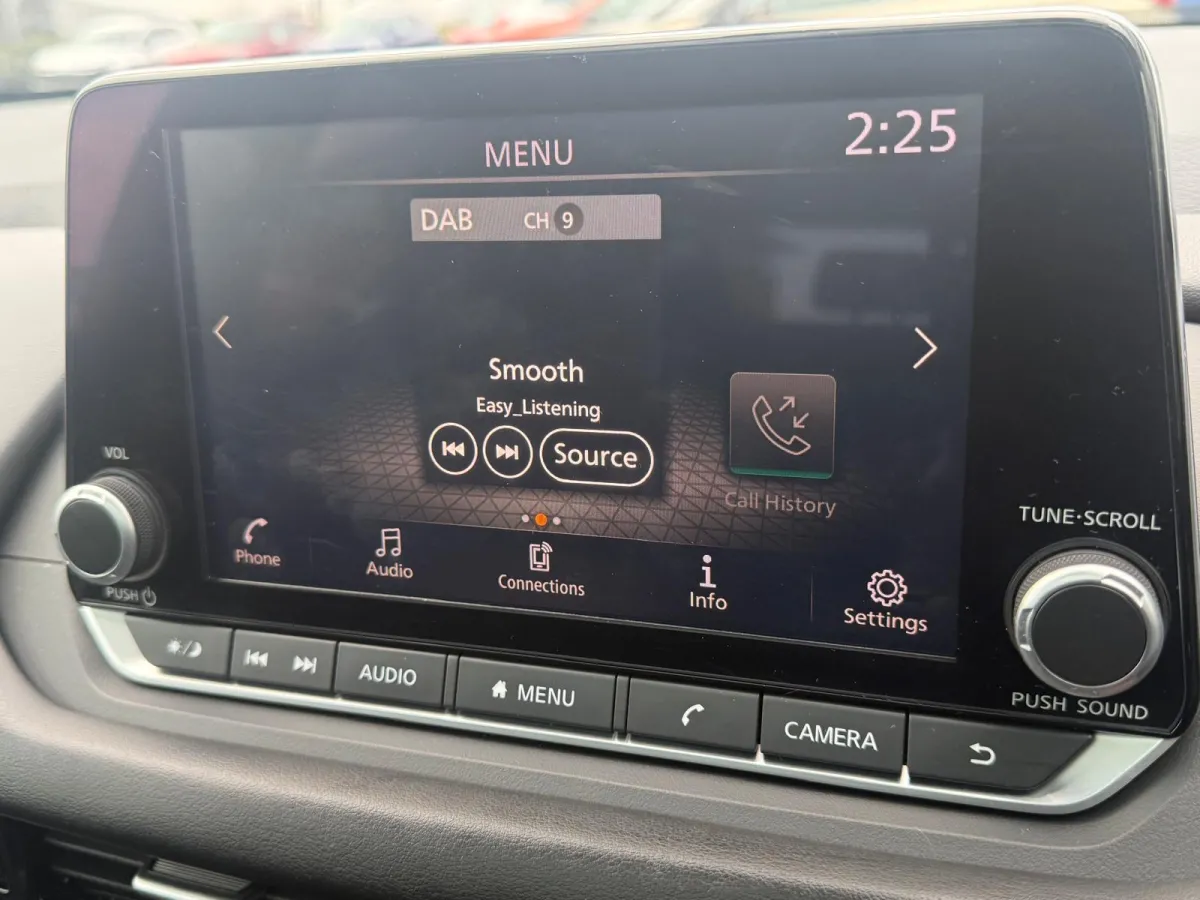 MENU
2:25
DAB CH 9
Smooth
Easy_Listening
Source
Call History
VOL
PUSH
Phone
Audio
Connections
Info
Settings
TUNE·SCROLL
PUSH SOUND
AUDIO
MENU
CAMERA